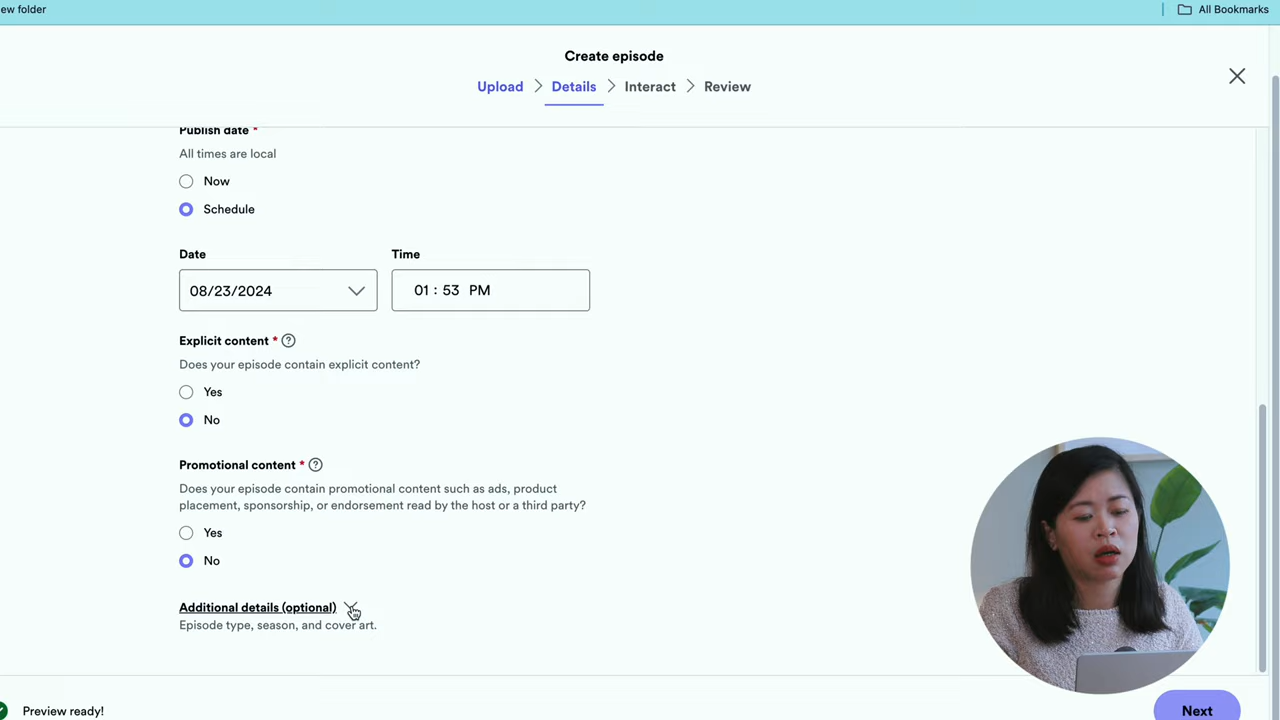 ew folder
All Bookmarks
Create episode
Upload > Details > Interact > Review
Publish date *
All times are local
Now
Schedule
Date Time
08/23/2024 01 : 53 PM
Explicit content * ?
Does your episode contain explicit content?
Yes
No
Promotional content * ?
Does your episode contain promotional content such as ads, product
placement, sponsorship, or endorsement read by the host or a third party?
Yes
No
Additional details (optional)
Episode type, season, and cover art.
Preview ready!
Next